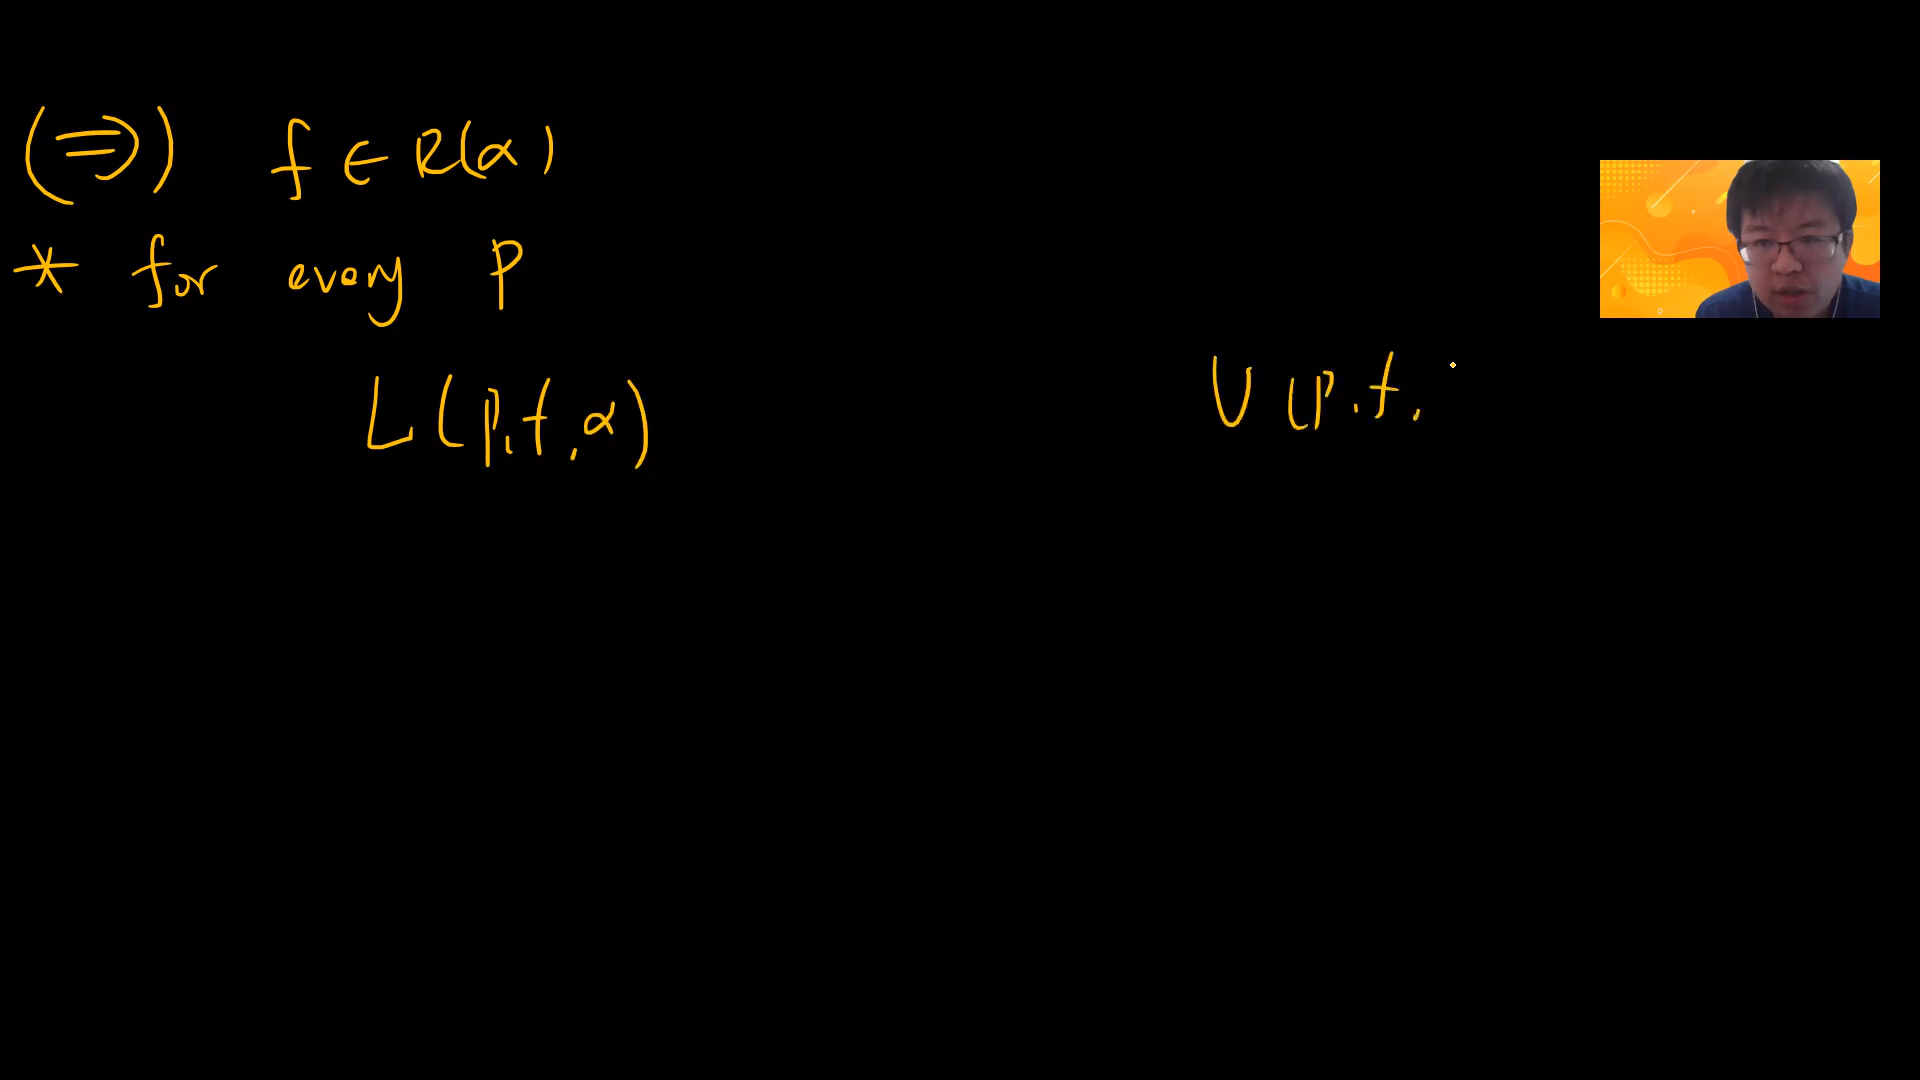 (⇒) f ∈ R(α)
* for every P
L(P, f, α) U(P, f,